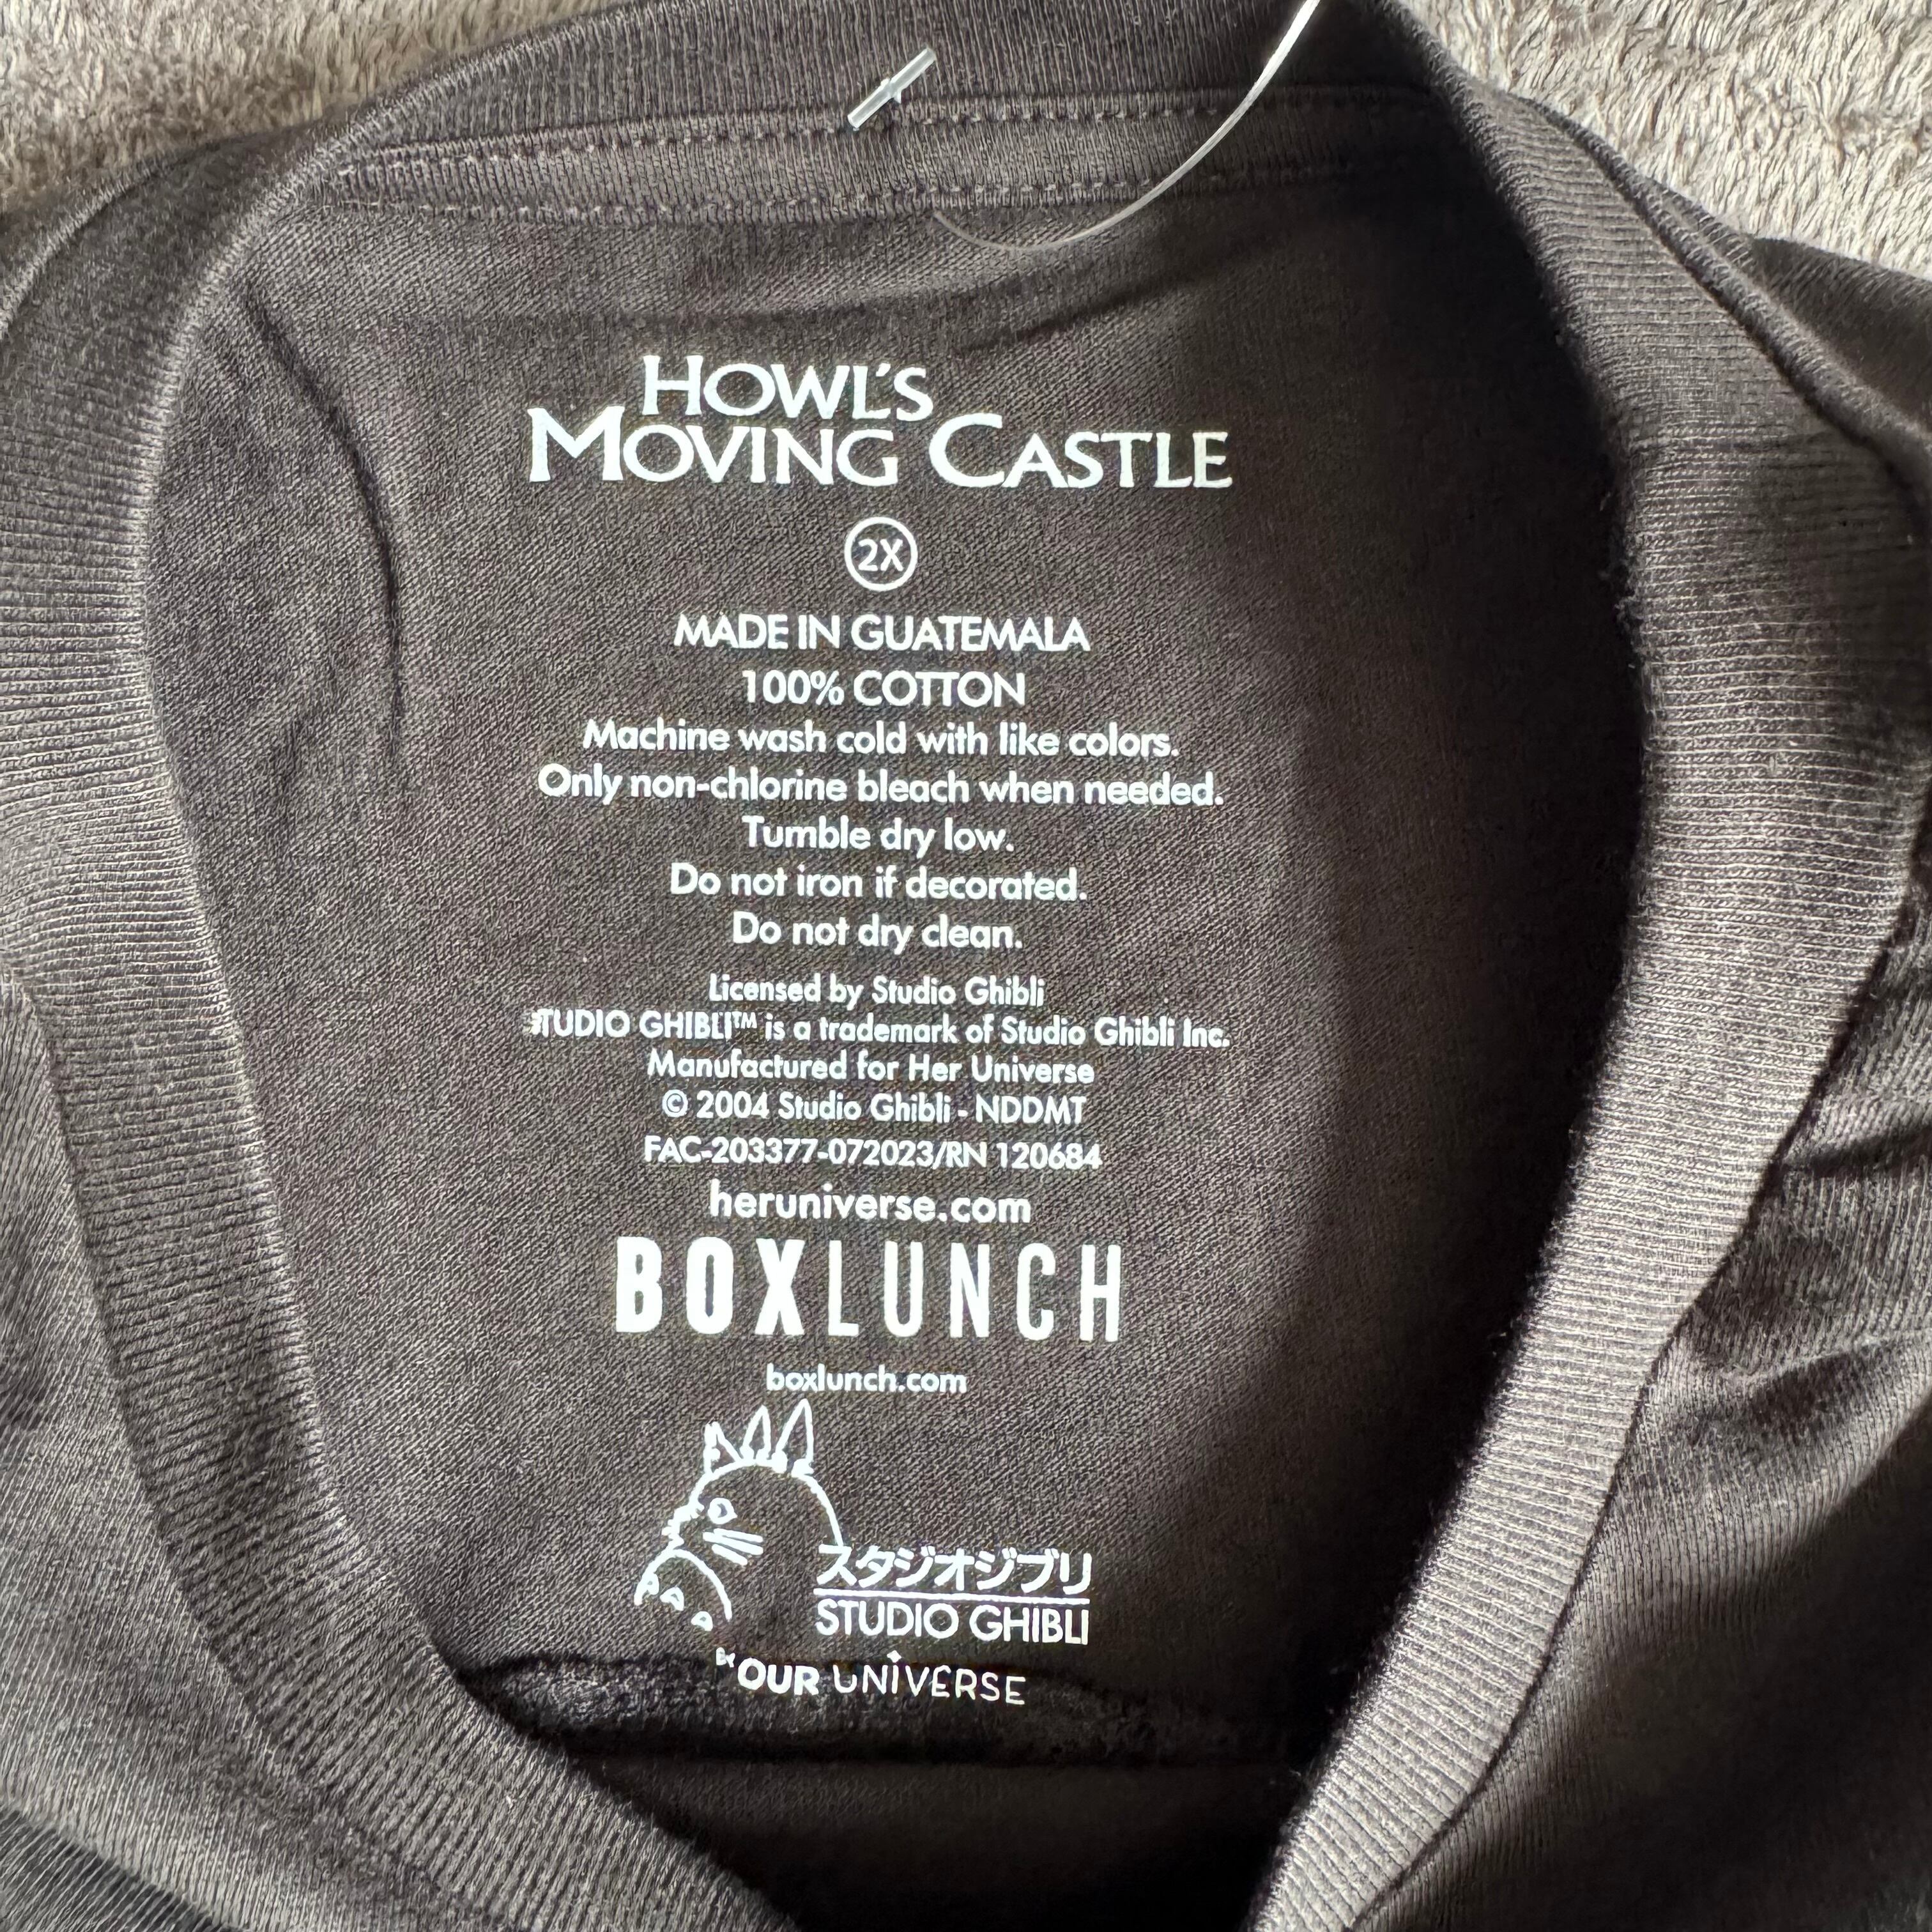 HOWL'S
MOVING CASTLE
2X
MADE IN GUATEMALA
100% COTTON
Machine wash cold with like colors.
Only non-chlorine bleach when needed.
Tumble dry low.
Do not iron if decorated.
Do not dry clean.
Licensed by Studio Ghibli
STUDIO GHIBLI™ is a trademark of Studio Ghibli Inc.
Manufactured for Her Universe
© 2004 Studio Ghibli - NDDMT
FAC-203377-072023/RN 120684
heruniverse.com
BOXLUNCH
boxlunch.com
スタジオジブリ
STUDIO GHIBLI
BY OUR UNIVERSE